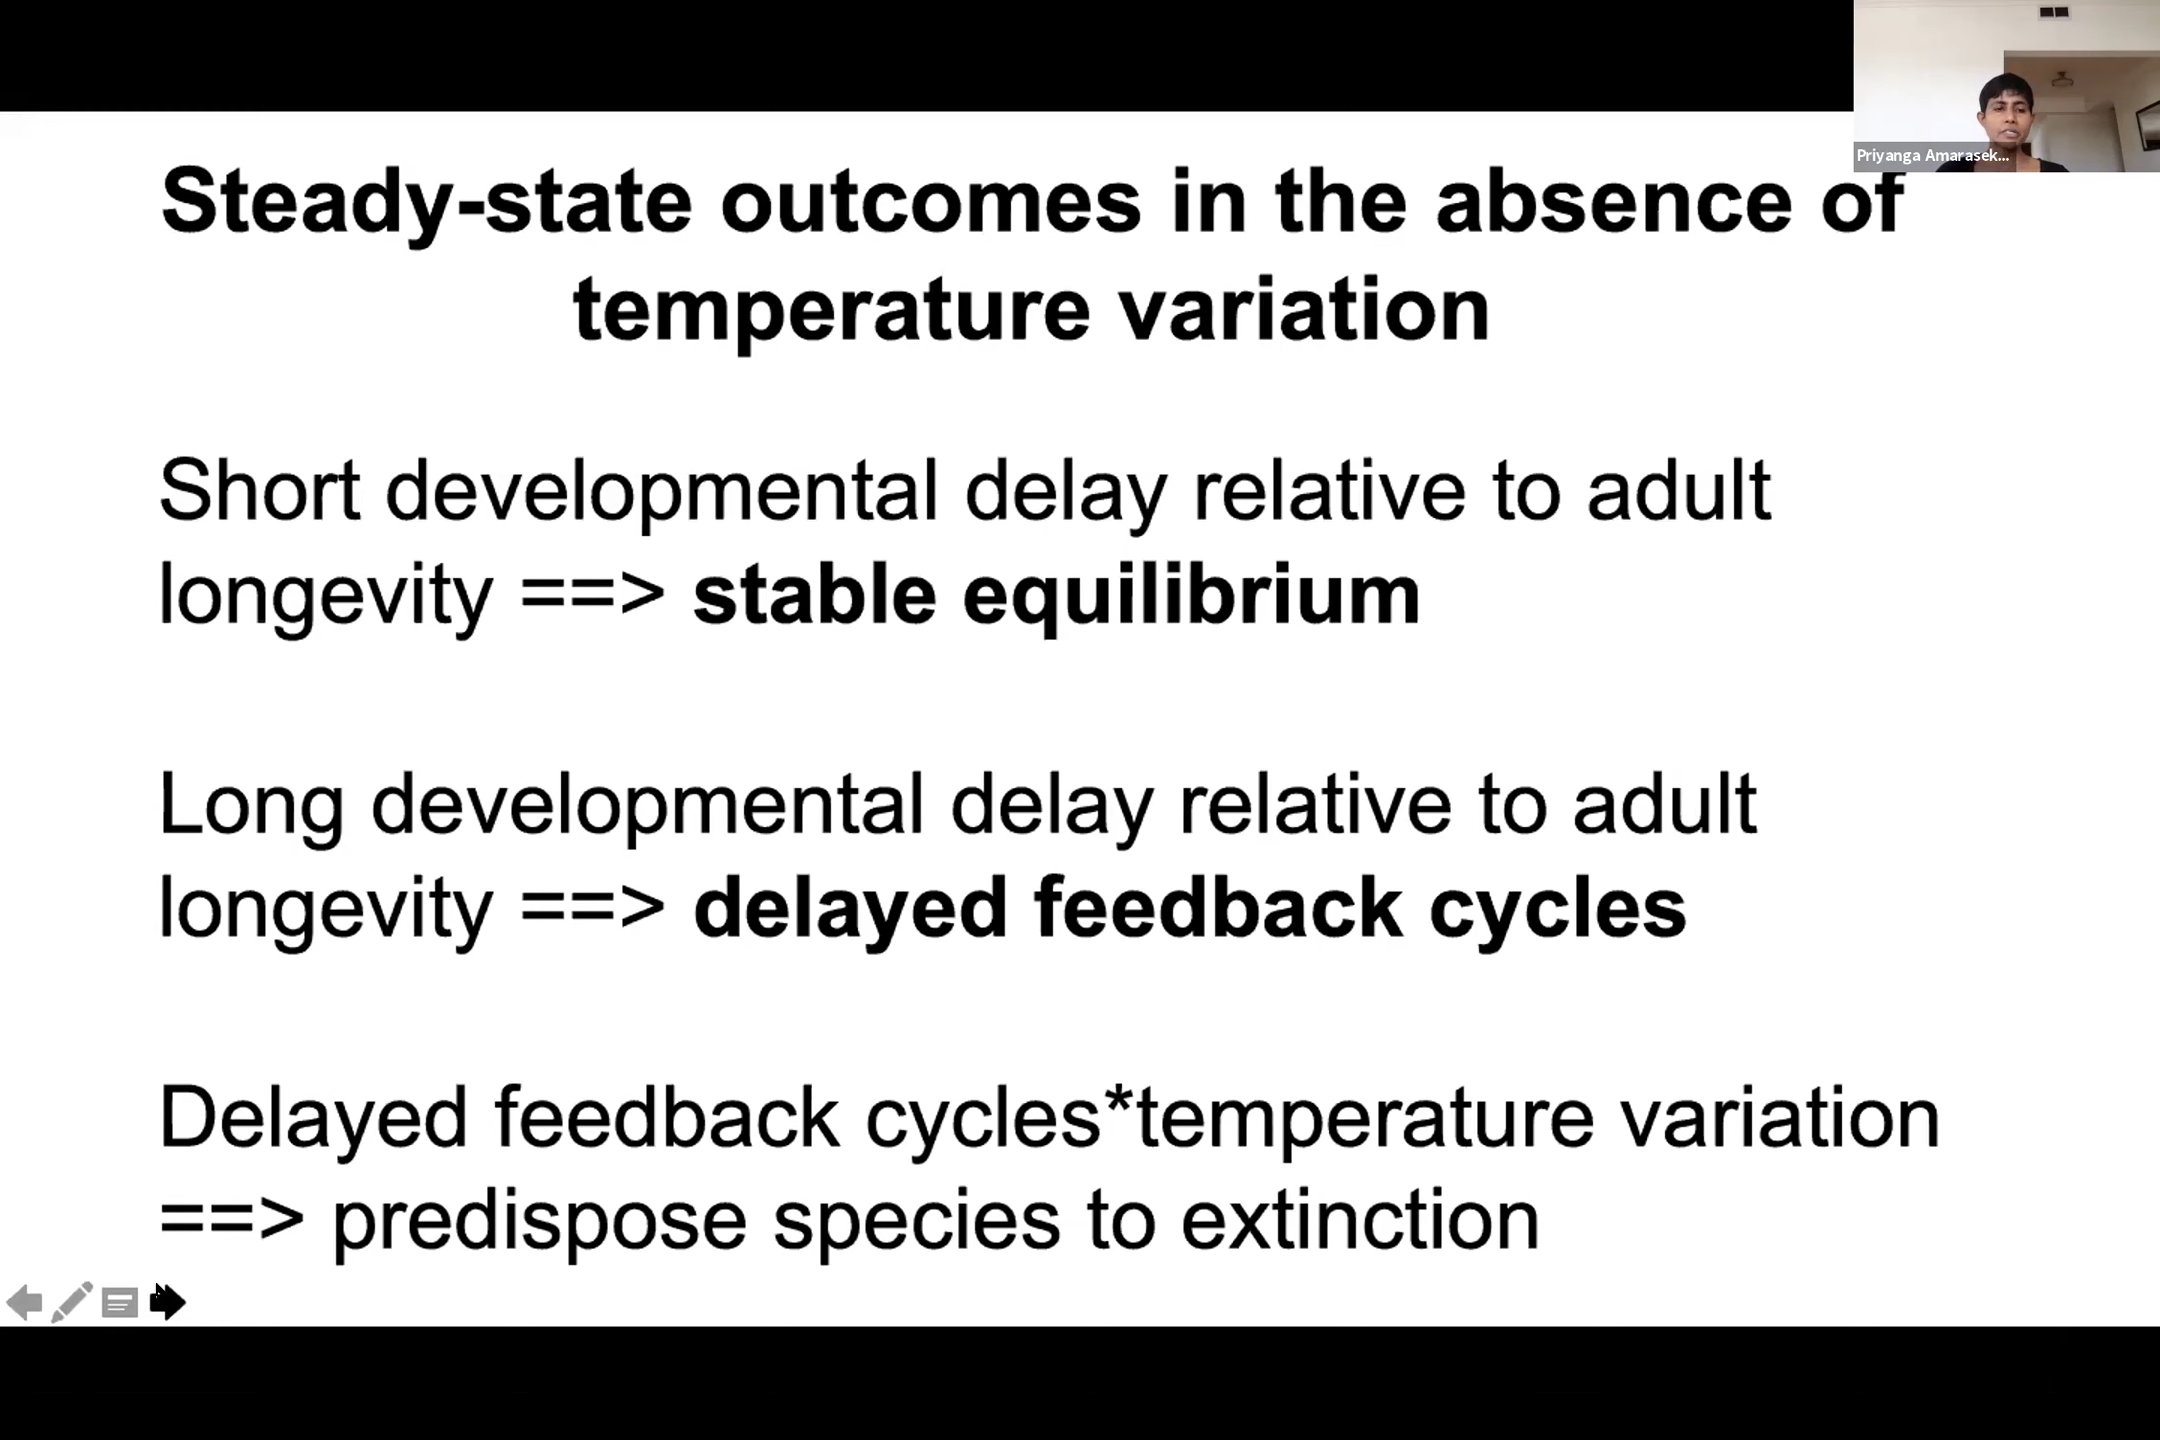 Priyanga Amarasek...
Steady-state outcomes in the absence of
temperature variation
Short developmental delay relative to adult
longevity ==> stable equilibrium
Long developmental delay relative to adult
longevity ==> delayed feedback cycles
Delayed feedback cycles*temperature variation
==> predispose species to extinction